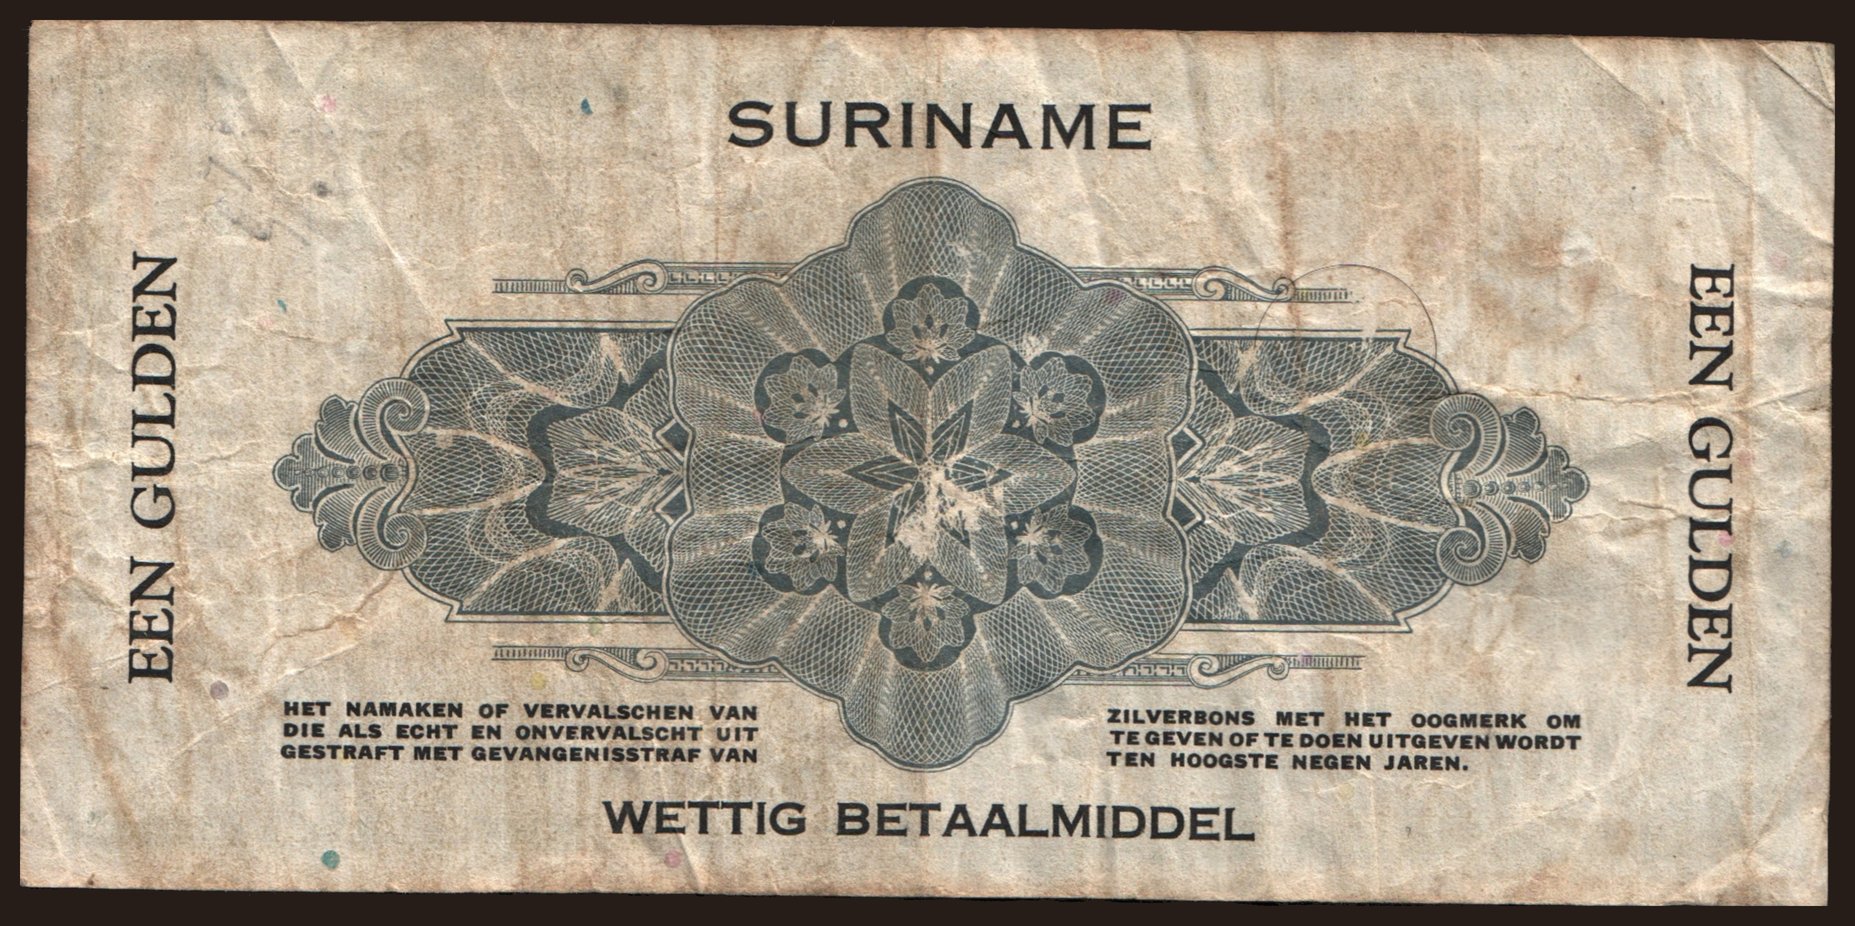 SURINAME
EEN GULDEN
EEN GULDEN
HET NAMAKEN OF VERVALSCHEN VAN
DIE ALS ECHT EN ONVERVALSCHT UIT
GESTRAFT MET GEVANGENISSTRAF VAN
ZILVERBONS MET HET OOGMERK OM
TE GEVEN OF TE DOEN UITGEVEN WORDT
TEN HOOGSTE NEGEN JAREN.
WETTIG BETAALMIDDEL